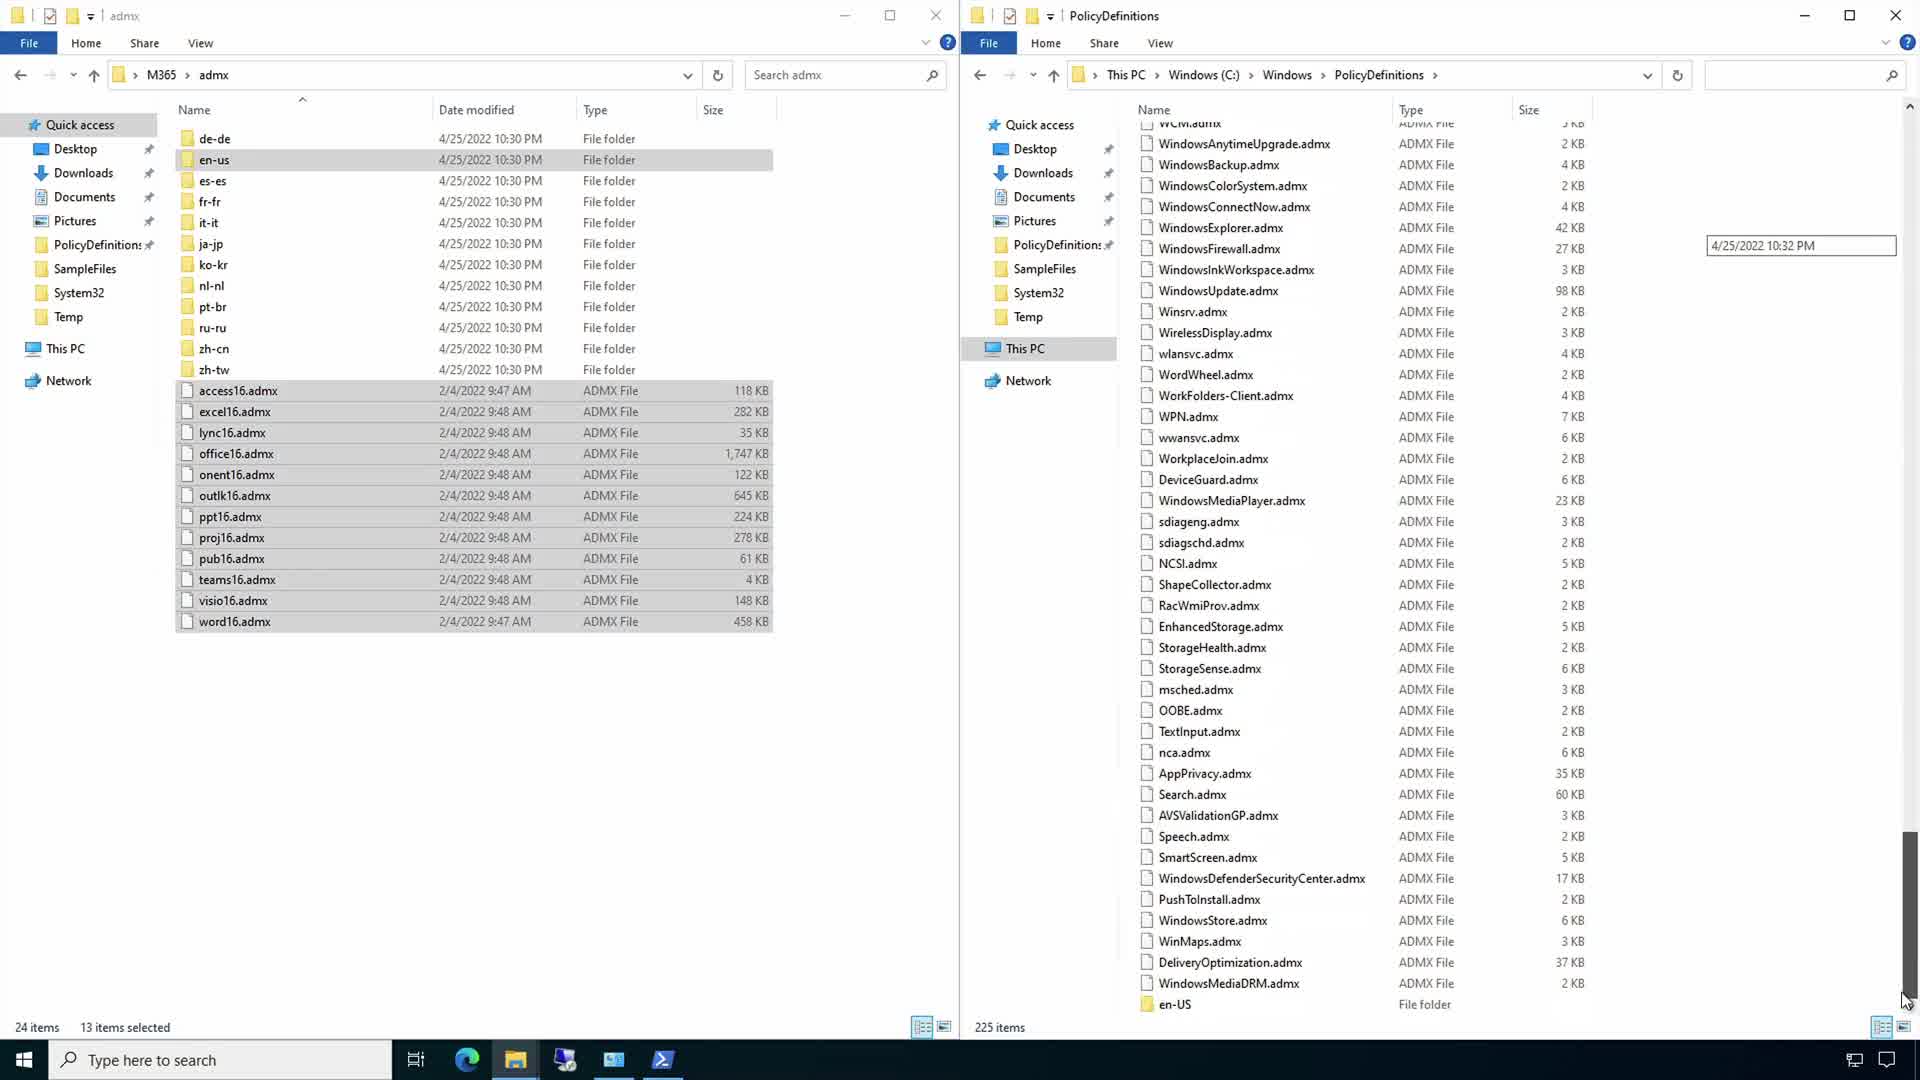 admx
File Home Share View
M365 admx
Search admx
Name Date modified Type Size
Quick access
Desktop
Downloads
Documents
Pictures
PolicyDefinitions
SampleFiles
System32
Temp
This PC
Network
de-de 4/25/2022 10:30 PM File folder
en-us 4/25/2022 10:30 PM File folder
es-es 4/25/2022 10:30 PM File folder
fr-fr 4/25/2022 10:30 PM File folder
it-it 4/25/2022 10:30 PM File folder
ja-jp 4/25/2022 10:30 PM File folder
ko-kr 4/25/2022 10:30 PM File folder
nl-nl 4/25/2022 10:30 PM File folder
pt-br 4/25/2022 10:30 PM File folder
ru-ru 4/25/2022 10:30 PM File folder
zh-cn 4/25/2022 10:30 PM File folder
zh-tw 4/25/2022 10:30 PM File folder
access16.admx 2/4/2022 9:47 AM ADMX File 118 KB
excel16.admx 2/4/2022 9:48 AM ADMX File 282 KB
lync16.admx 2/4/2022 9:48 AM ADMX File 35 KB
office16.admx 2/4/2022 9:48 AM ADMX File 1,747 KB
onent16.admx 2/4/2022 9:48 AM ADMX File 122 KB
outlk16.admx 2/4/2022 9:48 AM ADMX File 645 KB
ppt16.admx 2/4/2022 9:48 AM ADMX File 224 KB
proj16.admx 2/4/2022 9:48 AM ADMX File 278 KB
pub16.admx 2/4/2022 9:48 AM ADMX File 61 KB
teams16.admx 2/4/2022 9:48 AM ADMX File 4 KB
visio16.admx 2/4/2022 9:48 AM ADMX File 148 KB
word16.admx 2/4/2022 9:47 AM ADMX File 458 KB
24 items 13 items selected
PolicyDefinitions
File Home Share View
This PC Windows (C:) Windows PolicyDefinitions
Name Type Size
Quick access
Desktop
Downloads
Documents
Pictures
PolicyDefinitions
SampleFiles
System32
Temp
This PC
Network
WCM.admx ADMX File 3 KB
WindowsAnytimeUpgrade.admx ADMX File 2 KB
WindowsBackup.admx ADMX File 4 KB
WindowsColorSystem.admx ADMX File 2 KB
WindowsConnectNow.admx ADMX File 4 KB
WindowsExplorer.admx ADMX File 42 KB
WindowsFirewall.admx ADMX File 27 KB
4/25/2022 10:32 PM
WindowsInkWorkspace.admx ADMX File 3 KB
WindowsUpdate.admx ADMX File 98 KB
Winsrv.admx ADMX File 2 KB
WirelessDisplay.admx ADMX File 3 KB
wlansvc.admx ADMX File 4 KB
WordWheel.admx ADMX File 2 KB
WorkFolders-Client.admx ADMX File 4 KB
WPN.admx ADMX File 7 KB
wwansvc.admx ADMX File 6 KB
WorkplaceJoin.admx ADMX File 2 KB
DeviceGuard.admx ADMX File 6 KB
WindowsMediaPlayer.admx ADMX File 23 KB
sdiageng.admx ADMX File 3 KB
sdiagschd.admx ADMX File 2 KB
NCSI.admx ADMX File 5 KB
ShapeCollector.admx ADMX File 2 KB
RacWmiProv.admx ADMX File 2 KB
EnhancedStorage.admx ADMX File 5 KB
StorageHealth.admx ADMX File 2 KB
StorageSense.admx ADMX File 6 KB
msched.admx ADMX File 3 KB
OOBE.admx ADMX File 2 KB
TextInput.admx ADMX File 2 KB
nca.admx ADMX File 6 KB
AppPrivacy.admx ADMX File 35 KB
Search.admx ADMX File 60 KB
AVSValidationGP.admx ADMX File 3 KB
Speech.admx ADMX File 2 KB
SmartScreen.admx ADMX File 5 KB
WindowsDefenderSecurityCenter.admx ADMX File 17 KB
PushToInstall.admx ADMX File 2 KB
WindowsStore.admx ADMX File 6 KB
WinMaps.admx ADMX File 3 KB
DeliveryOptimization.admx ADMX File 37 KB
WindowsMediaDRM.admx ADMX File 2 KB
en-US File folder
225 items
Type here to search